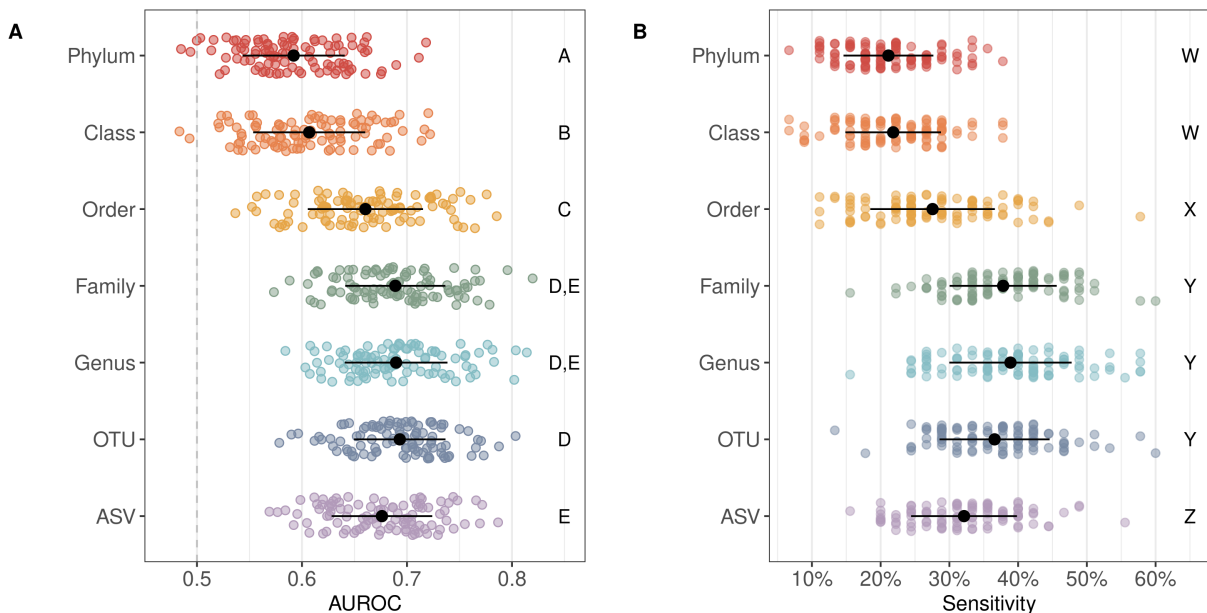 A
Phylum
Class
Order
Family
Genus
OTU
ASV
A
B
C
D,E
D,E
D
E
0.5 0.6 0.7 0.8
AUROC
B
Phylum
Class
Order
Family
Genus
OTU
ASV
W
W
X
Y
Y
Y
Z
10% 20% 30% 40% 50% 60%
Sensitivity